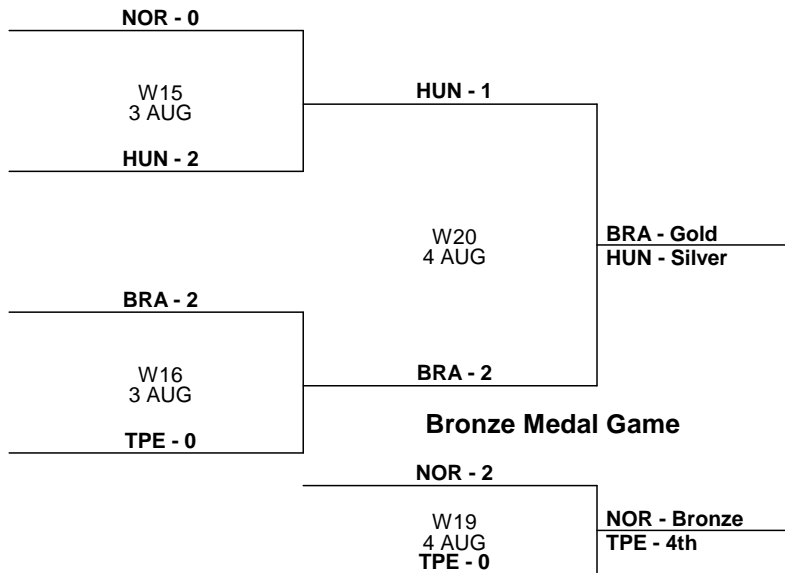 NOR - 0
W15
3 AUG
HUN - 2
HUN - 1
W20
4 AUG
BRA - Gold
HUN - Silver
BRA - 2
W16
3 AUG
TPE - 0
BRA - 2
Bronze Medal Game
NOR - 2
W19
4 AUG
TPE - 0
NOR - Bronze
TPE - 4th